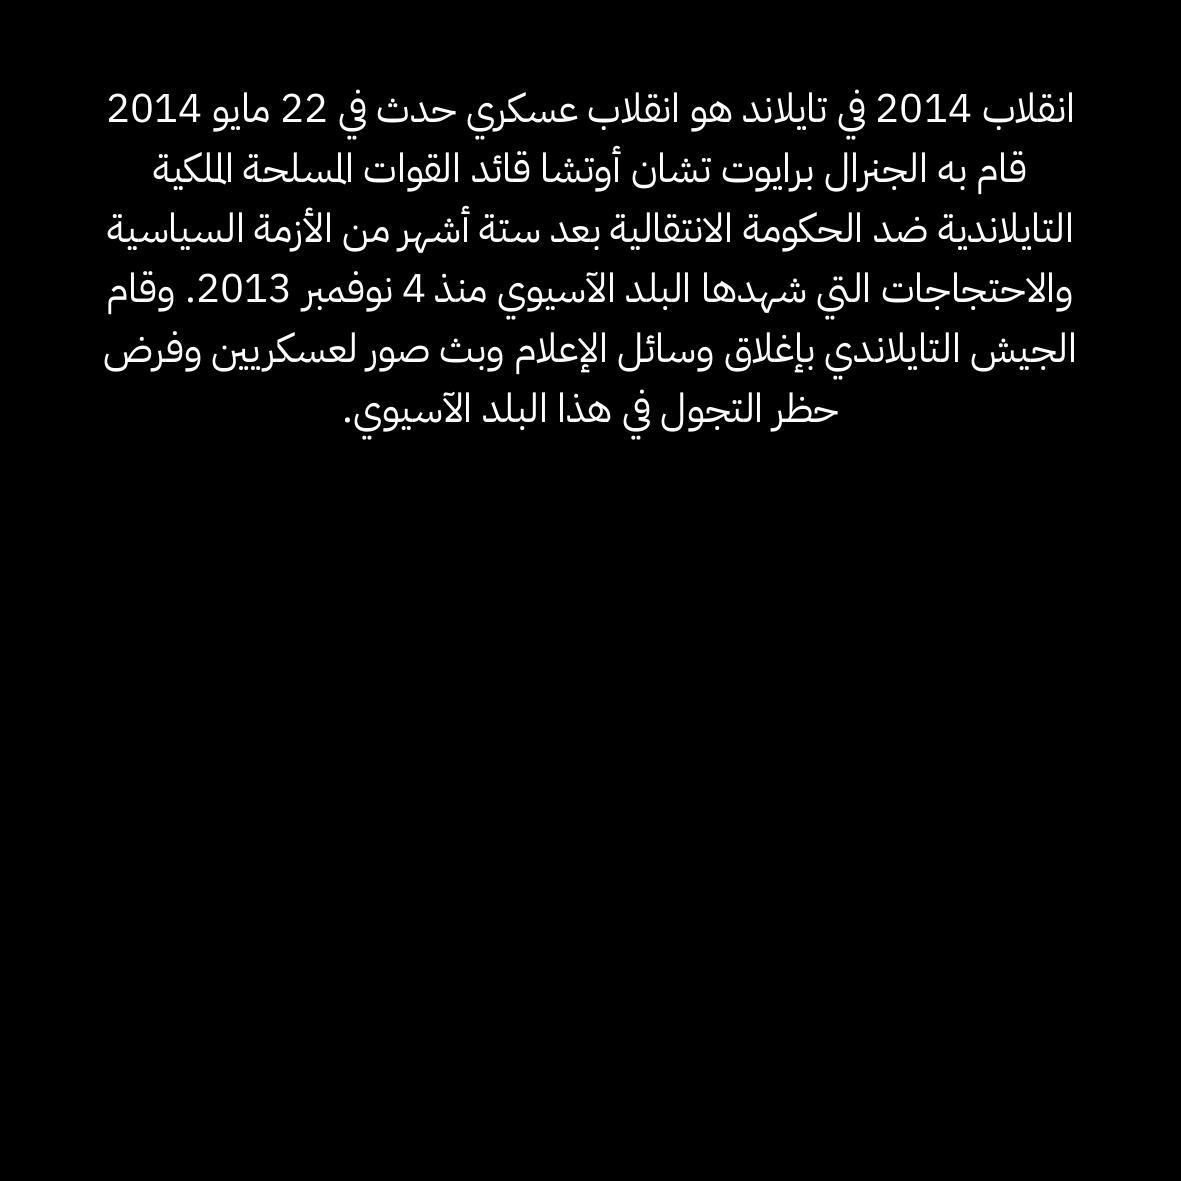 انقلاب 2014 في تايلاند هو انقلاب عسكري حدث في 22 مايو 2014
قام به الجنرال برايوت تشان أوتشا قائد القوات المسلحة الملكية
التايلاندية ضد الحكومة الانتقالية بعد ستة أشهر من الأزمة السياسية
والاحتجاجات التي شهدها البلد الآسيوي منذ 4 نوفمبر 2013. وقام
الجيش التايلاندي بإغلاق وسائل الإعلام وبث صور لعسكريين وفرض
حظر التجول في هذا البلد الآسيوي.